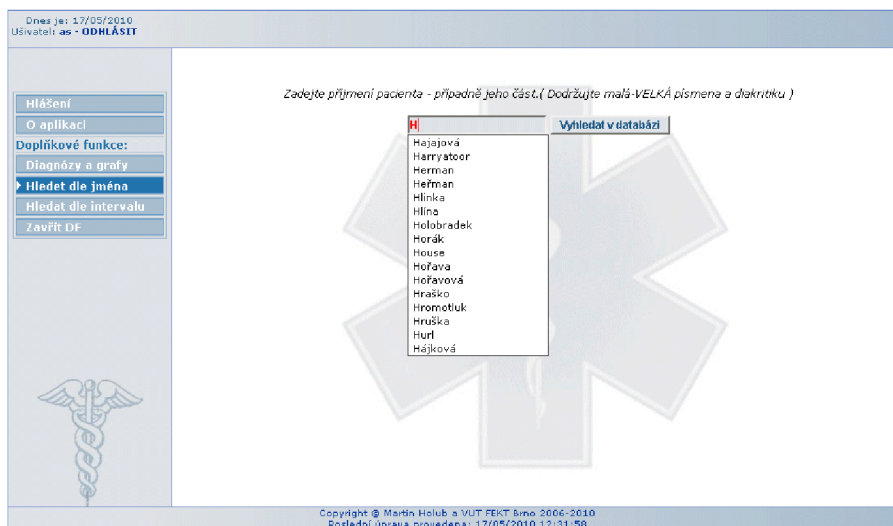 Dnes je: 17/05/2010
Uživatel: as - ODHLÁSIT
Hlášení
O aplikaci
Doplňkové funkce:
Diagnózy a grafy
Hledet dle jména
Hledat dle intervalu
Zavřít DF
Zadejte příjmení pacienta - případně jeho část.( Dodržujte malá-VELKÁ písmena a diakritiku )
H
Vyhledat v databázi
Hajajová
Harryatoor
Herman
Heřman
Hlinka
Hlína
Holobradek
Horák
House
Hořava
Hořavová
Hraško
Hromotluk
Hruška
Hurl
Hájková
Copyright © Martin Holub a VUT FEKT Brno 2006-2010
Poslední úprava provedena: 17/05/2010 12:31:58